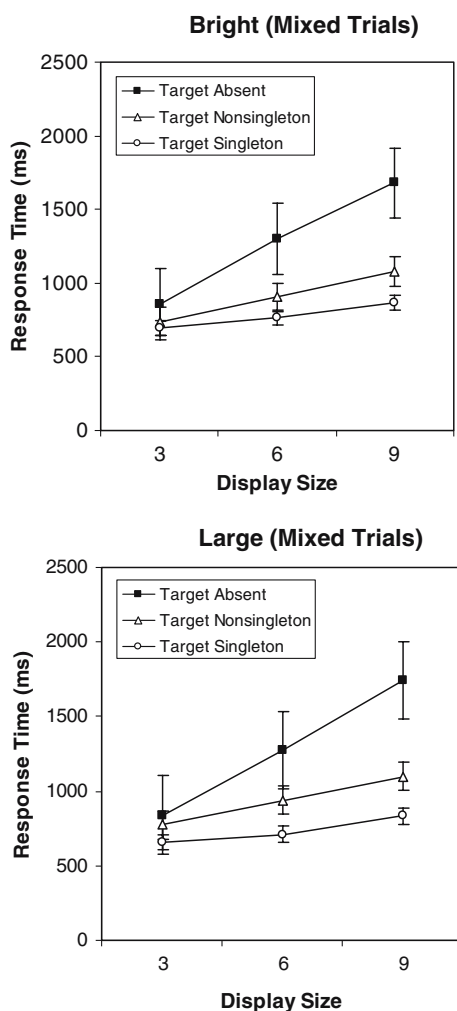 Bright (Mixed Trials)
2500
2000
1500
1000
500
0
Response Time (ms)
Target Absent
Target Nonsingleton
Target Singleton
3 6 9
Display Size
Large (Mixed Trials)
2500
2000
1500
1000
500
0
Response Time (ms)
Target Absent
Target Nonsingleton
Target Singleton
3 6 9
Display Size